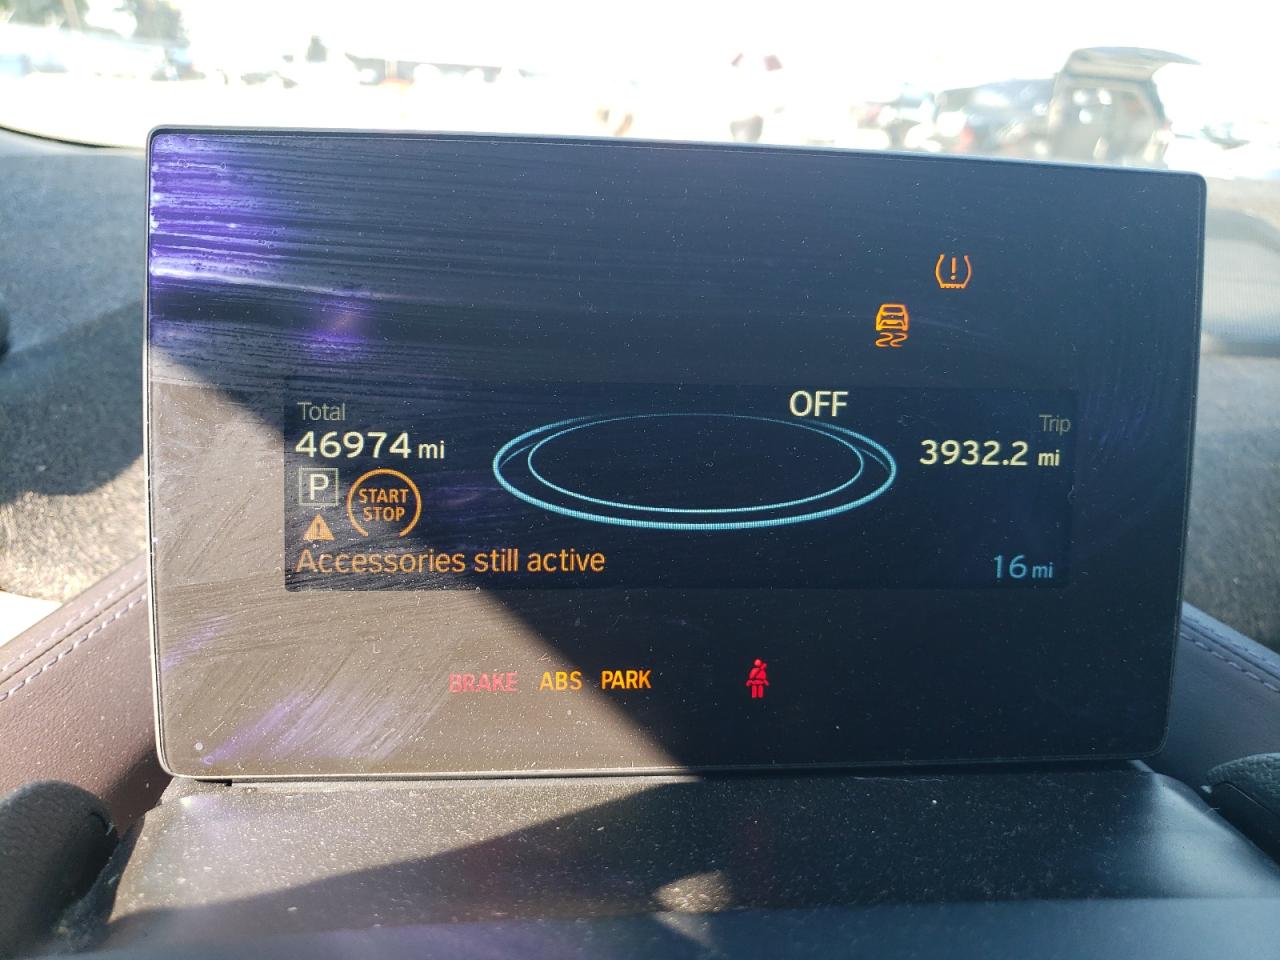 OFF
Total
Trip
46974 mi
3932.2 mi
P
START
STOP
Accessories still active
16 mi
BRAKE ABS PARK